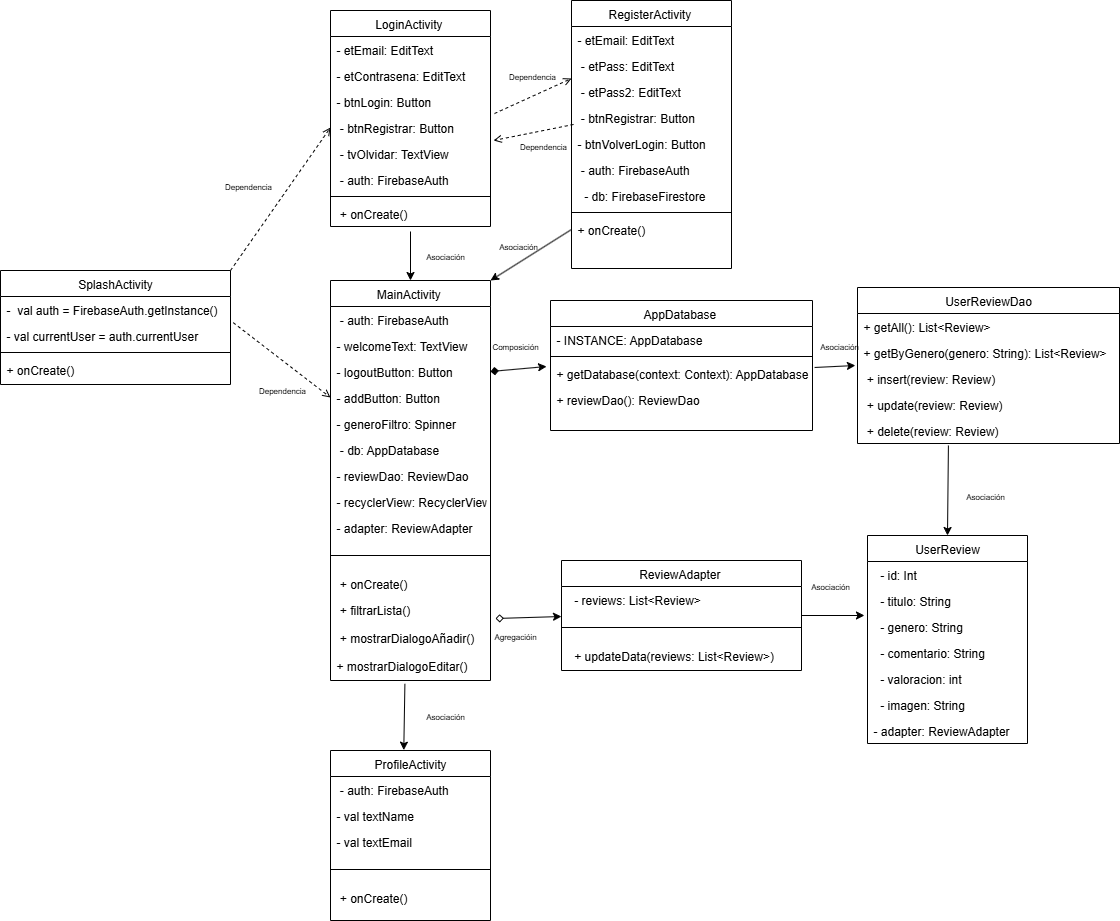 LoginActivity
- etEmail: EditText
- etContrasena: EditText
- btnLogin: Button
- btnRegistrar: Button
- tvOlvidar: TextView
- auth: FirebaseAuth
+ onCreate()
RegisterActivity
- etEmail: EditText
- etPass: EditText
- etPass2: EditText
- btnRegistrar: Button
- btnVolverLogin: Button
- auth: FirebaseAuth
- db: FirebaseFirestore
+ onCreate()
Dependencia
Dependencia
Dependencia
Asociación
Asociación
SplashActivity
- val auth = FirebaseAuth.getInstance()
- val currentUser = auth.currentUser
+ onCreate()
Dependencia
MainActivity
- auth: FirebaseAuth
- welcomeText: TextView
- logoutButton: Button
- addButton: Button
- generoFiltro: Spinner
- db: AppDatabase
- reviewDao: ReviewDao
- recyclerView: RecyclerView
- adapter: ReviewAdapter
+ onCreate()
+ filtrarLista()
+ mostrarDialogoAñadir()
+ mostrarDialogoEditar()
Composición
AppDatabase
- INSTANCE: AppDatabase
+ getDatabase(context: Context): AppDatabase
+ reviewDao(): ReviewDao
Asociación
UserReviewDao
+ getAll(): List<Review>
+ getByGenero(genero: String): List<Review>
+ insert(review: Review)
+ update(review: Review)
+ delete(review: Review)
Asociación
Agregacióin
ReviewAdapter
- reviews: List<Review>
+ updateData(reviews: List<Review>)
Asociación
UserReview
- id: Int
- titulo: String
- genero: String
- comentario: String
- valoracion: int
- imagen: String
- adapter: ReviewAdapter
Asociación
ProfileActivity
- auth: FirebaseAuth
- val textName
- val textEmail
+ onCreate()